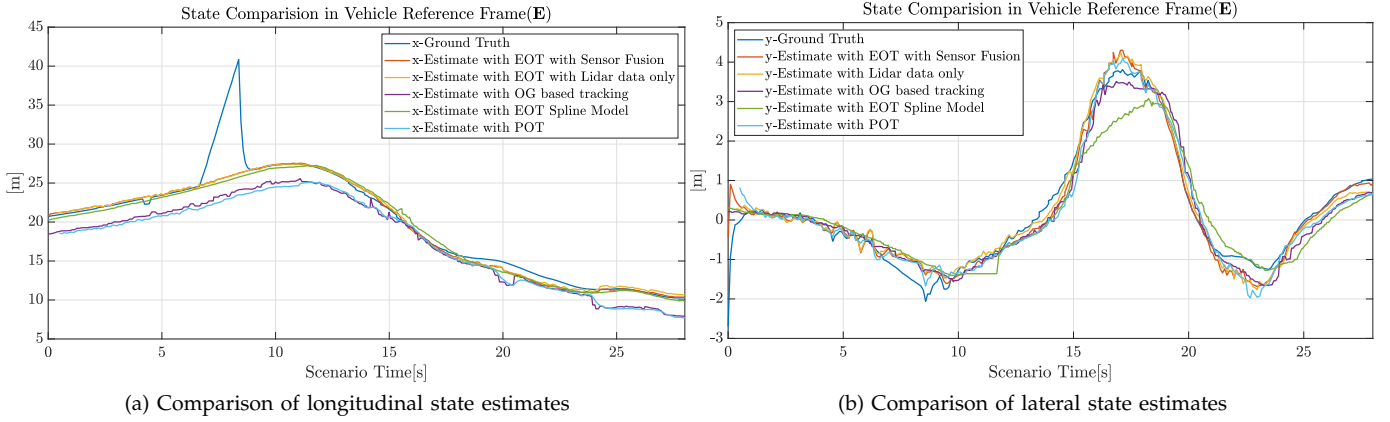 State Comparision in Vehicle Reference Frame(E)
x-Ground Truth
x-Estimate with EOT with Sensor Fusion
x-Estimate with EOT with Lidar data only
x-Estimate with OG based tracking
x-Estimate with EOT Spline Model
x-Estimate with POT
45
40
35
30
25
20
15
10
5
[m]
0 5 10 15 20 25
Scenario Time[s]
(a) Comparison of longitudinal state estimates
State Comparision in Vehicle Reference Frame(E)
y-Ground Truth
y-Estimate with EOT with Sensor Fusion
y-Estimate with Lidar data only
y-Estimate with OG based tracking
y-Estimate with EOT Spline Model
y-Estimate with POT
5
4
3
2
1
0
-1
-2
-3
[m]
0 5 10 15 20 25
Scenario Time[s]
(b) Comparison of lateral state estimates